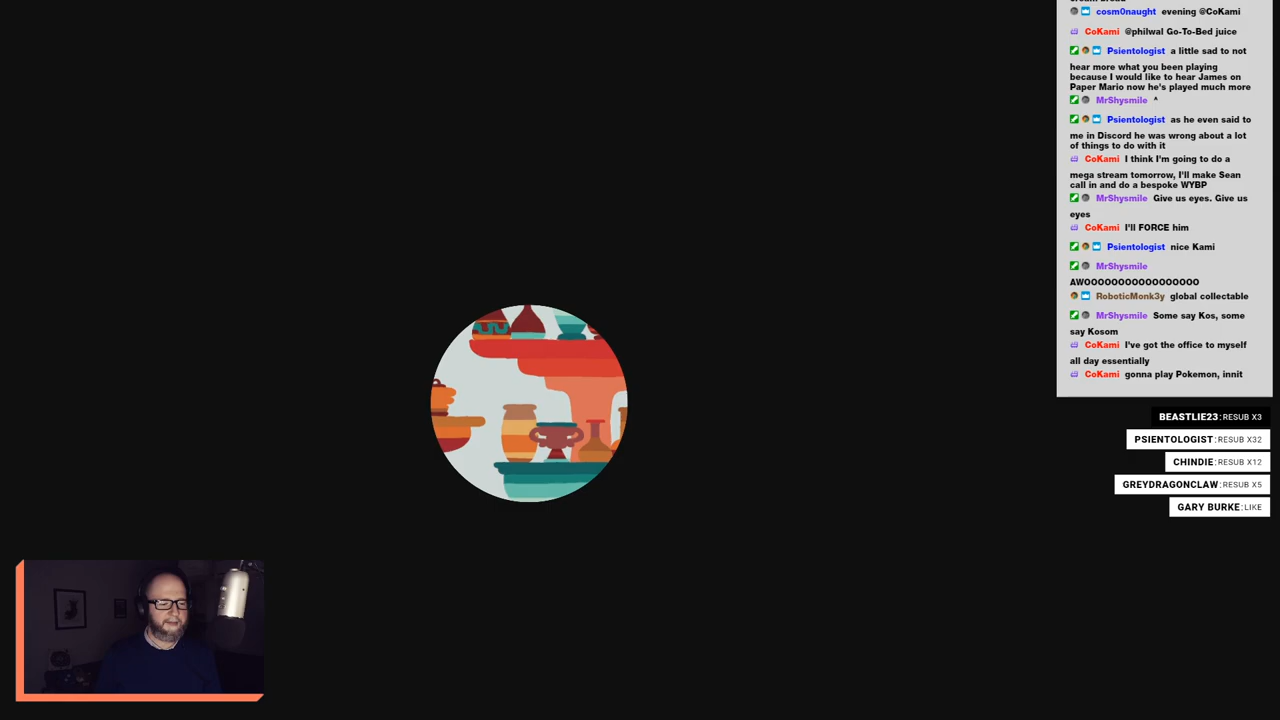 cosm0naught evening @CoKami
CoKami @philwal Go-To-Bed juice
Psientologist a little sad to not
hear more what you been playing
because I would like to hear James on
Paper Mario now he's played much more
MrShysmile ^
Psientologist as he even said to
me in Discord he was wrong about a lot
of things to do with it
CoKami I think I'm going to do a
mega stream tomorrow, I'll make Sean
call in and do a bespoke WYBP
MrShysmile Give us eyes. Give us
eyes
CoKami I'll FORCE him
Psientologist nice Kami
MrShysmile
AWOOOOOOOOOOOOOOOO
RoboticMonk3y global collectable
MrShysmile Some say Kos, some
say Kosom
CoKami I've got the office to myself
all day essentially
CoKami gonna play Pokemon, innit
BEASTLIE23: RESUB X3
PSIENTOLOGIST: RESUB X32
CHINDIE: RESUB X12
GREYDRAGONCLAW: RESUB X5
GARY BURKE: LIKE